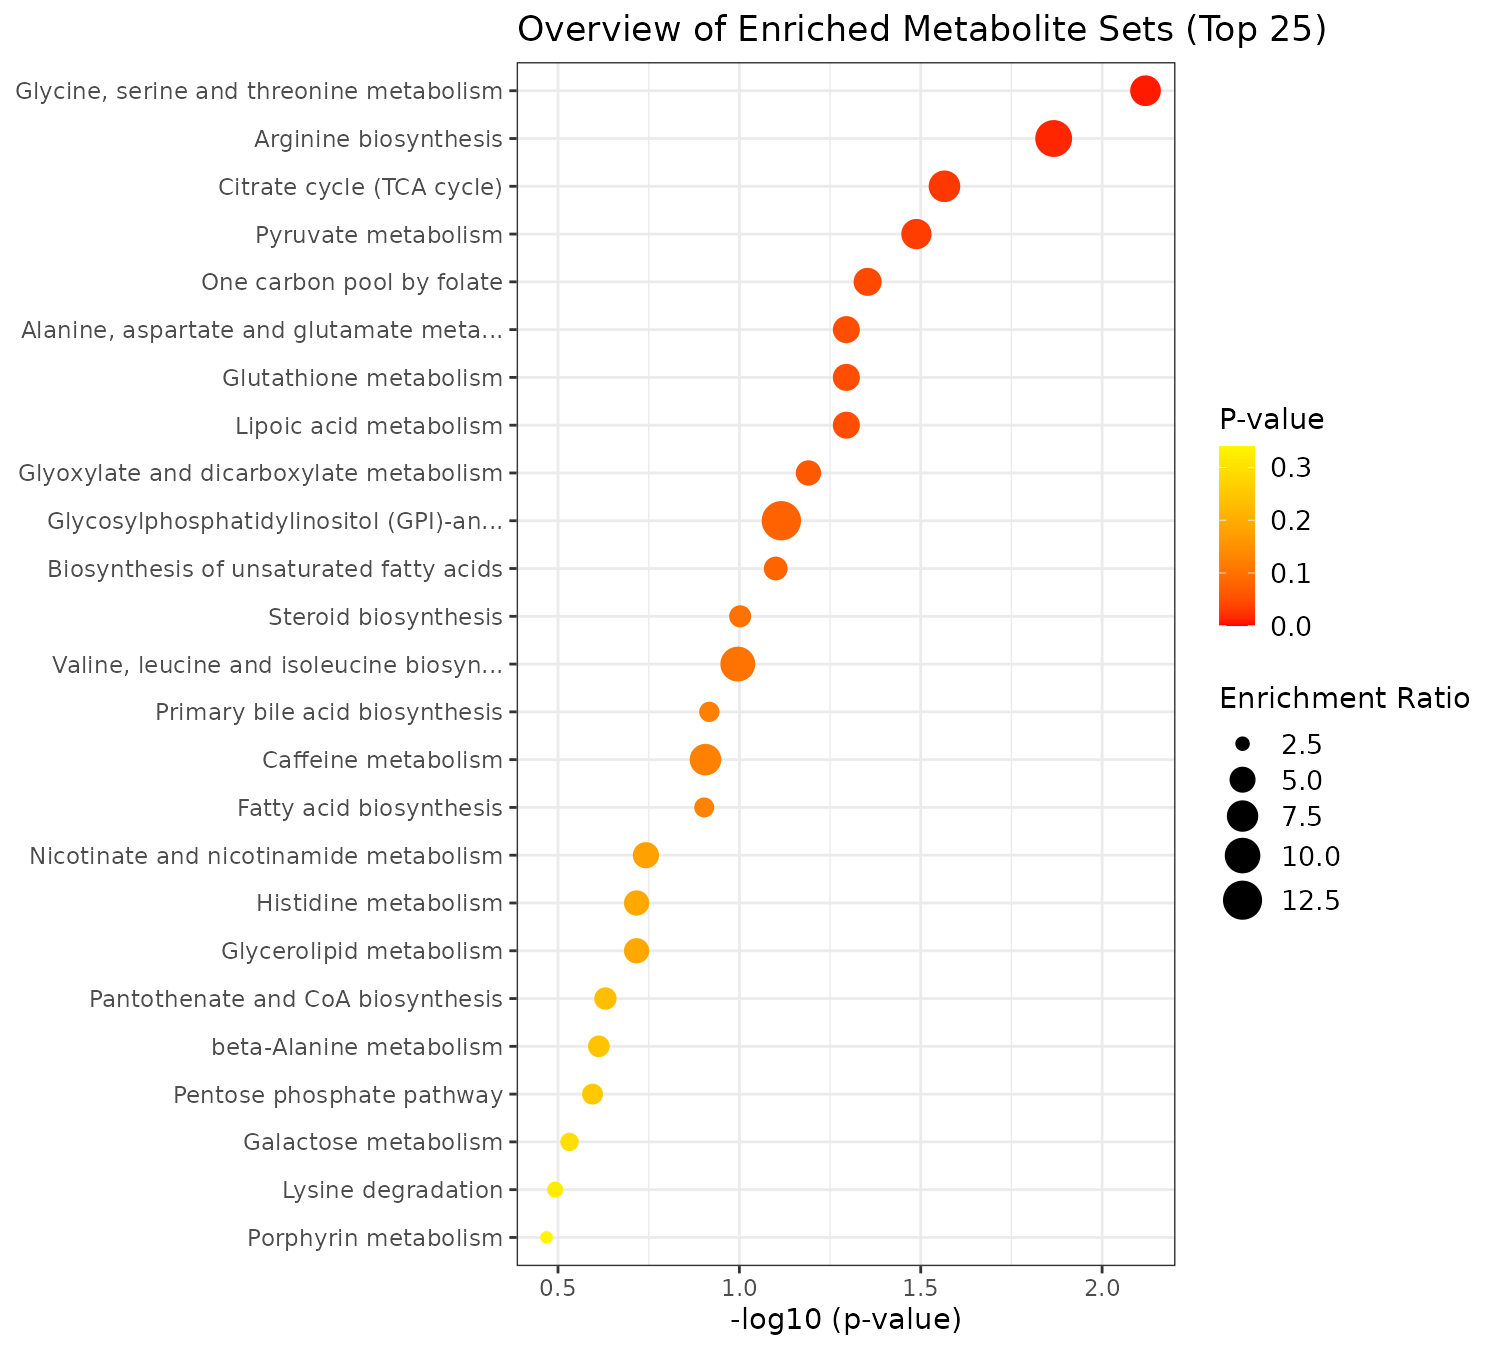 Overview of Enriched Metabolite Sets (Top 25)
Glycine, serine and threonine metabolism
Arginine biosynthesis
Citrate cycle (TCA cycle)
Pyruvate metabolism
One carbon pool by folate
Alanine, aspartate and glutamate meta...
Glutathione metabolism
Lipoic acid metabolism
Glyoxylate and dicarboxylate metabolism
Glycosylphosphatidylinositol (GPI)-an...
Biosynthesis of unsaturated fatty acids
Steroid biosynthesis
Valine, leucine and isoleucine biosyn...
Primary bile acid biosynthesis
Caffeine metabolism
Fatty acid biosynthesis
Nicotinate and nicotinamide metabolism
Histidine metabolism
Glycerolipid metabolism
Pantothenate and CoA biosynthesis
beta-Alanine metabolism
Pentose phosphate pathway
Galactose metabolism
Lysine degradation
Porphyrin metabolism
0.5 1.0 1.5 2.0
-log10 (p-value)
P-value
0.3
0.2
0.1
0.0
Enrichment Ratio
2.5
5.0
7.5
10.0
12.5